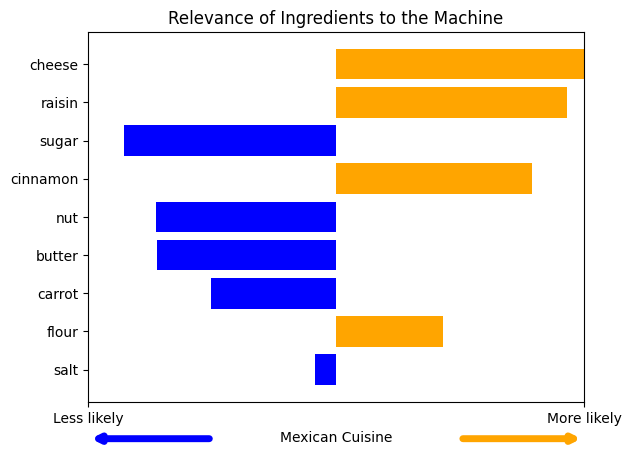 Relevance of Ingredients to the Machine
cheese
raisin
sugar
cinnamon
nut
butter
carrot
flour
salt
Less likely
More likely
Mexican Cuisine